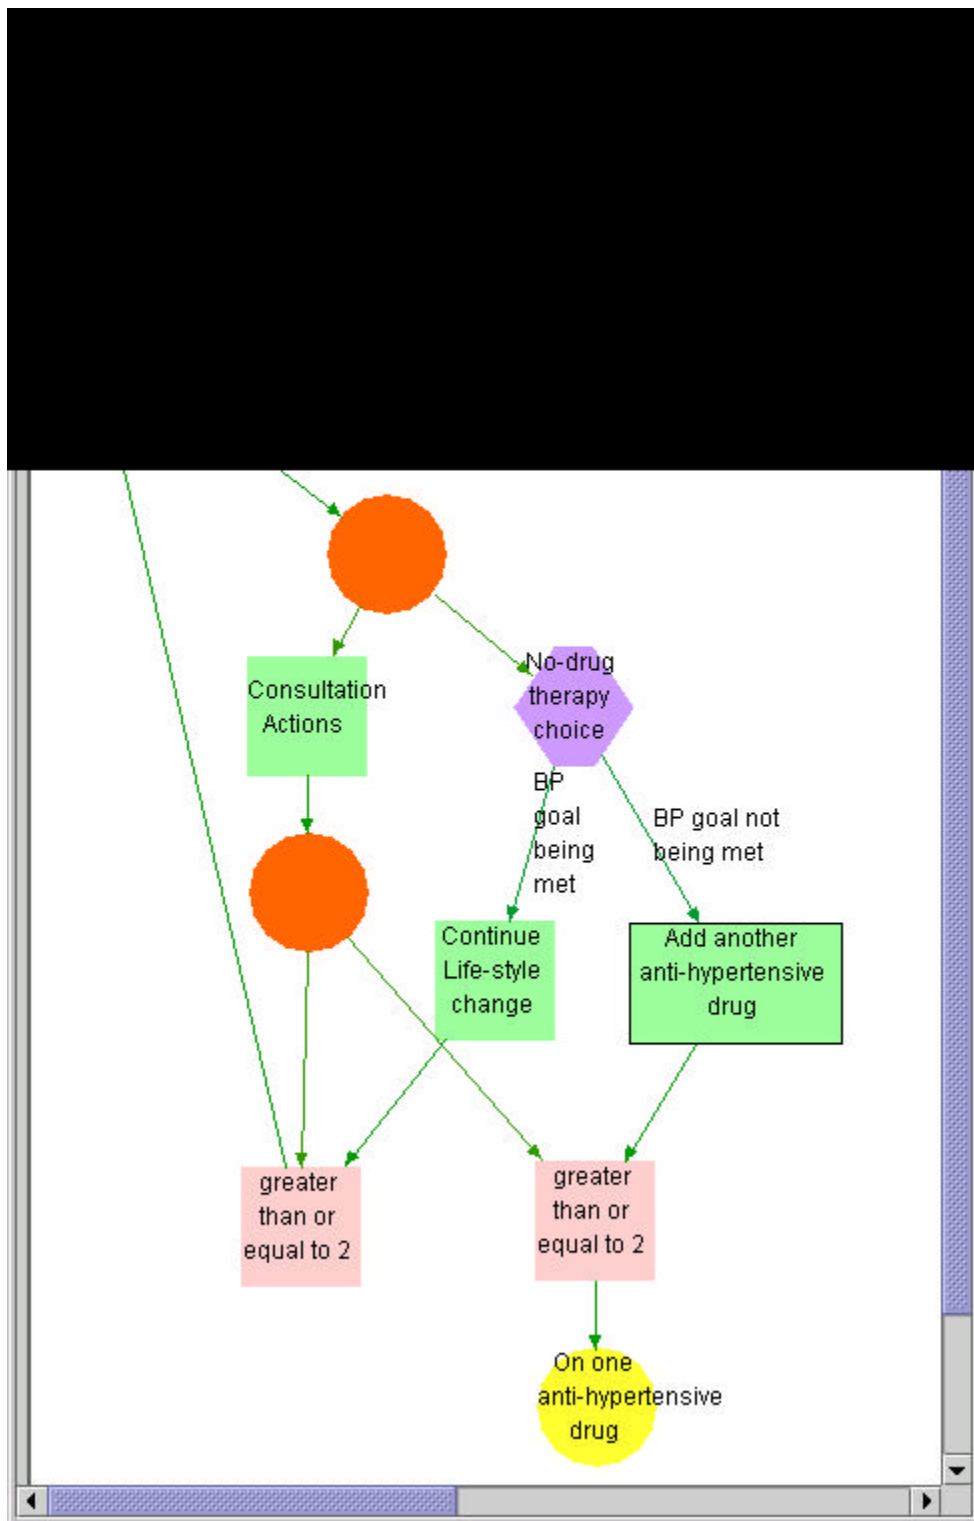 No-drug
therapy
choice
Consultation
Actions
BP
goal
being
met
BP goal not
being met
Continue
Life-style
change
Add another
anti-hypertensive
drug
greater
than or
equal to 2
greater
than or
equal to 2
On one
anti-hypertensive
drug